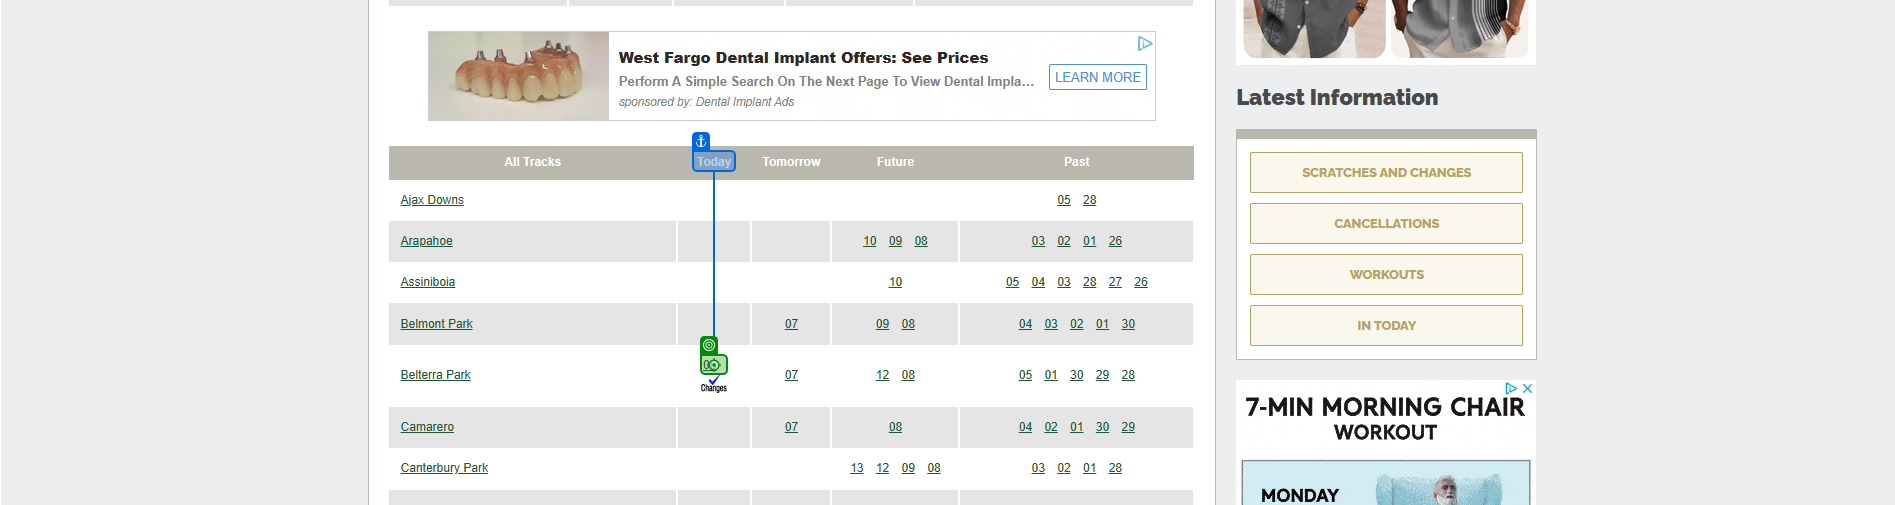 West Fargo Dental Implant Offers: See Prices
Perform A Simple Search On The Next Page To View Dental Impla...
sponsored by: Dental Implant Ads
LEARN MORE
All Tracks Today Tomorrow Future Past
Ajax Downs 05 28
Arapahoe 10 09 08 03 02 01 26
Assiniboia 10 05 04 03 28 27 26
Belmont Park 07 09 08 04 03 02 01 30
Belterra Park 07 12 08 05 01 30 29 28
Changes
Camarero 07 08 04 02 01 30 29
Canterbury Park 13 12 09 08 03 02 01 28
Latest Information
SCRATCHES AND CHANGES
CANCELLATIONS
WORKOUTS
IN TODAY
7-MIN MORNING CHAIR
WORKOUT
MONDAY